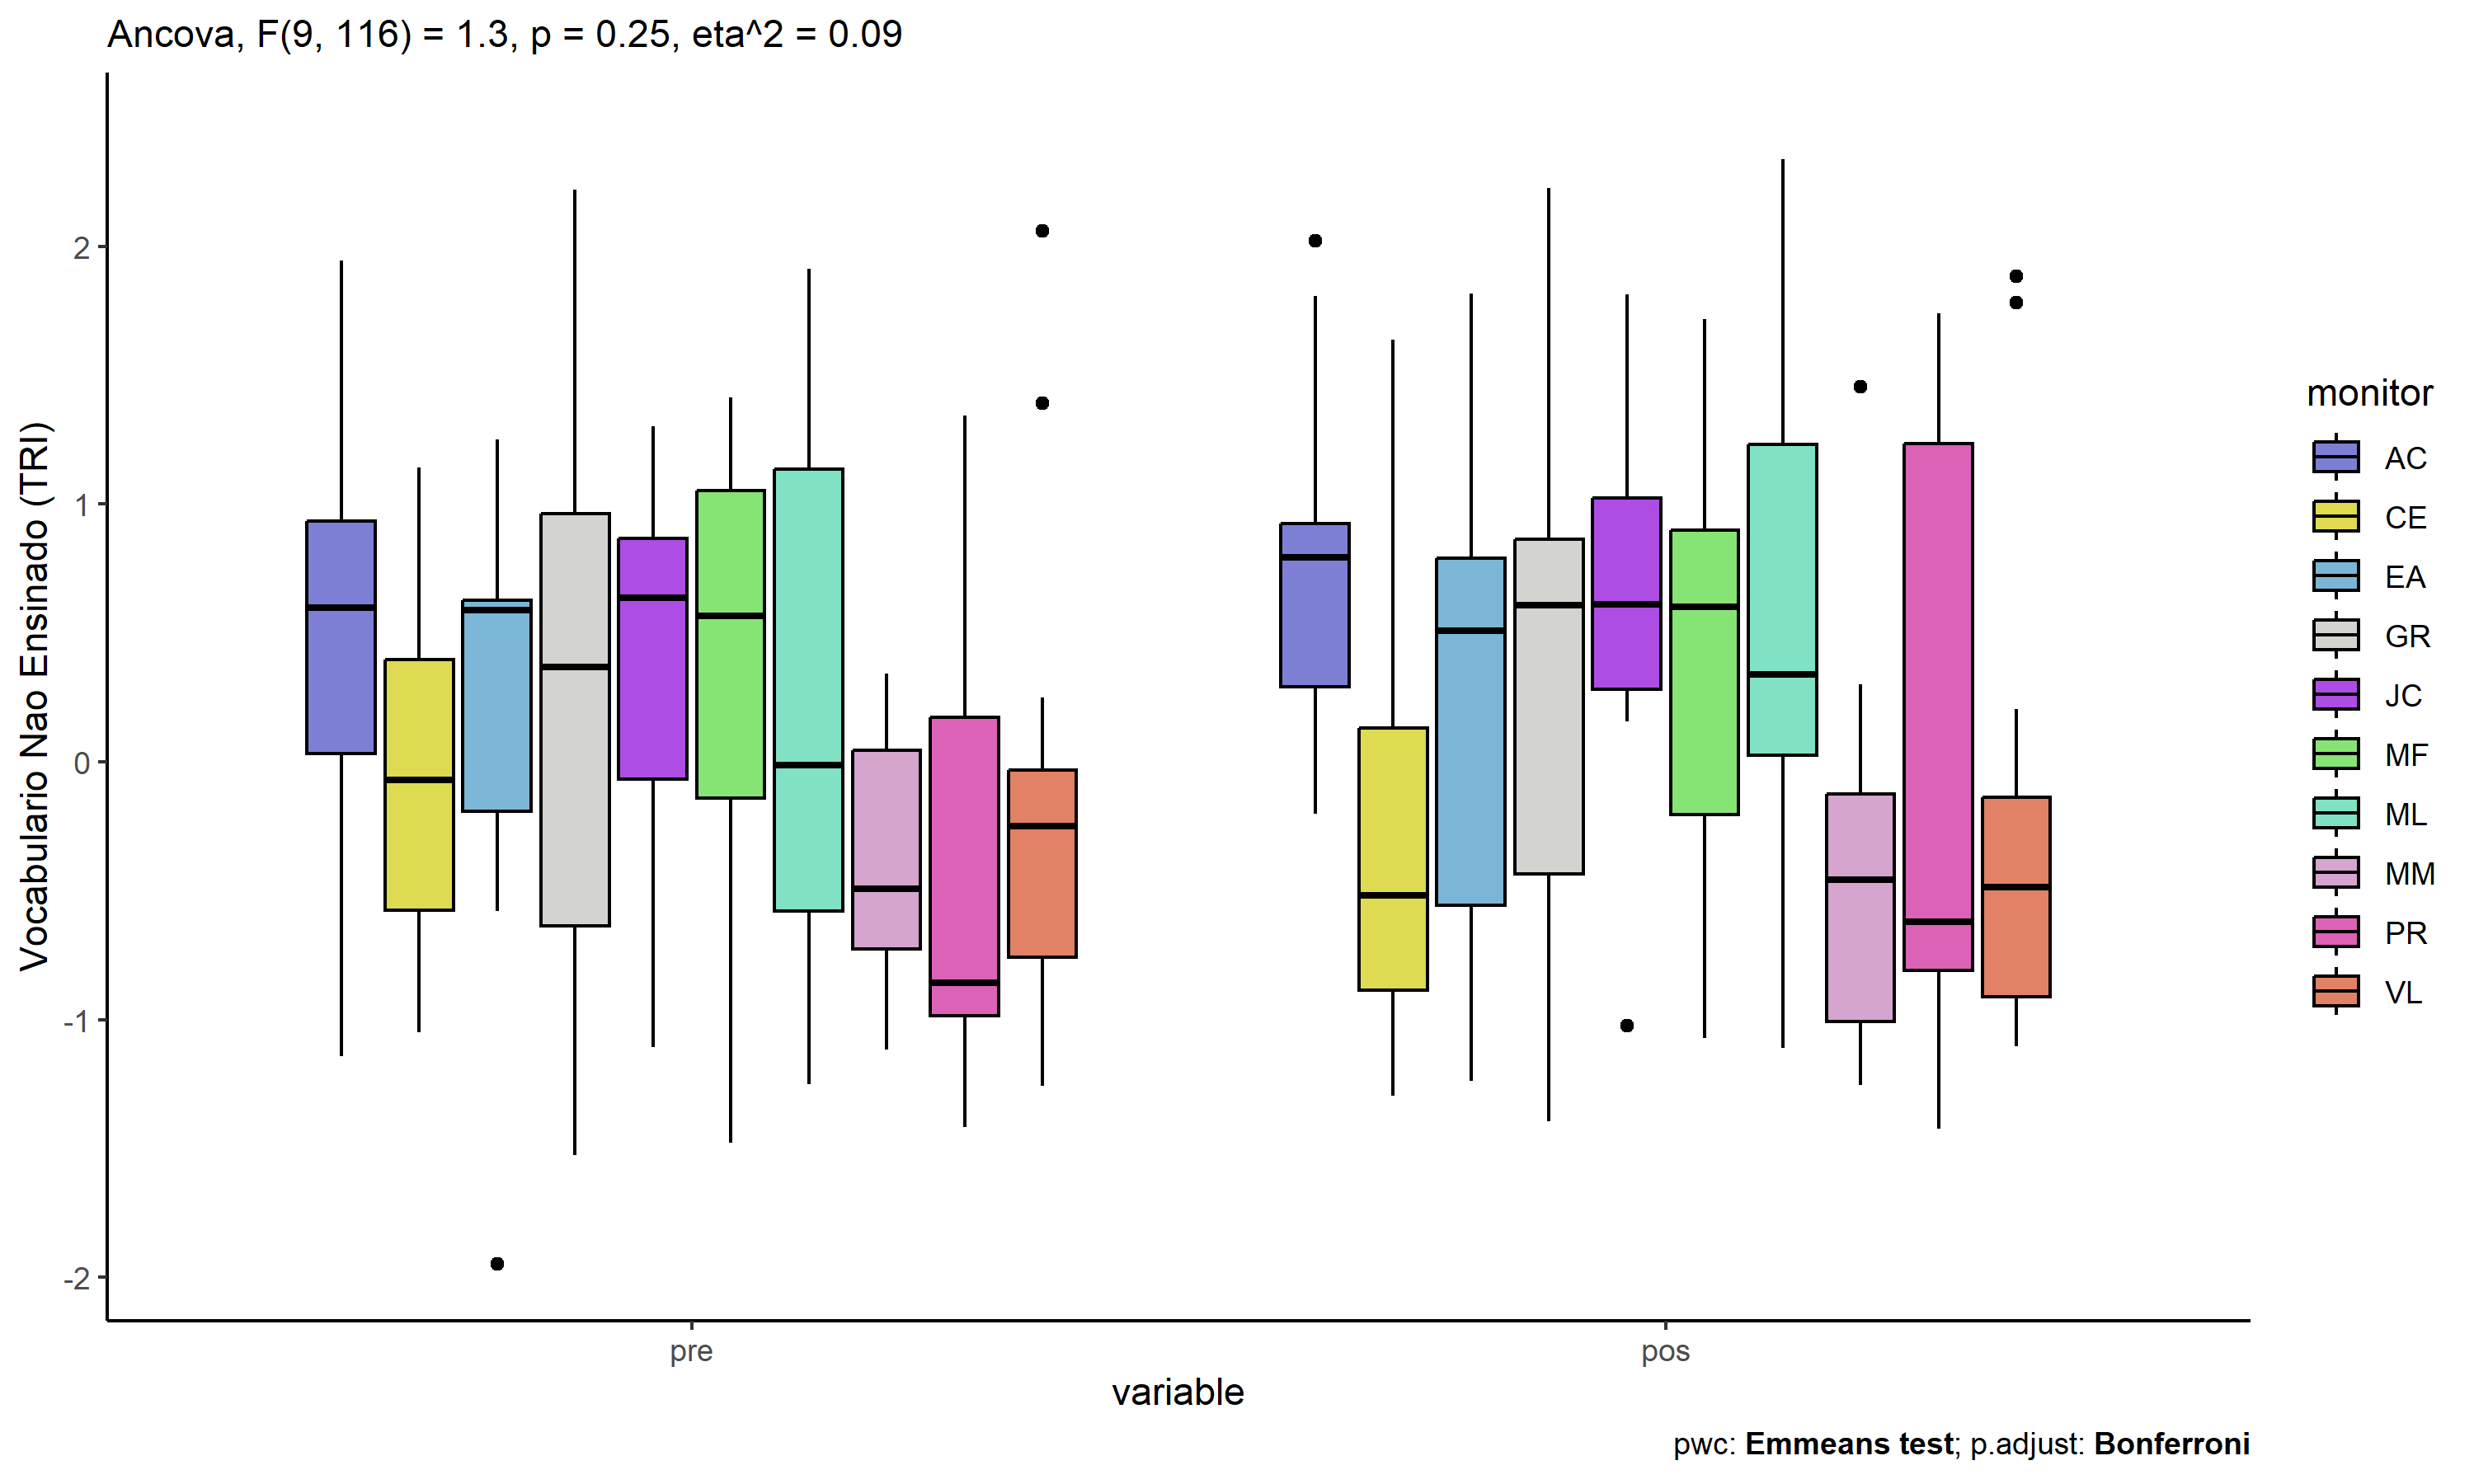 Ancova, F(9, 116) = 1.3, p = 0.25, eta^2 = 0.09
Vocabulario Nao Ensinado (TRI)
2
1
0
-1
-2
pre
pos
variable
monitor
AC
CE
EA
GR
JC
MF
ML
MM
PR
VL
pwc: Emmeans test; p.adjust: Bonferroni